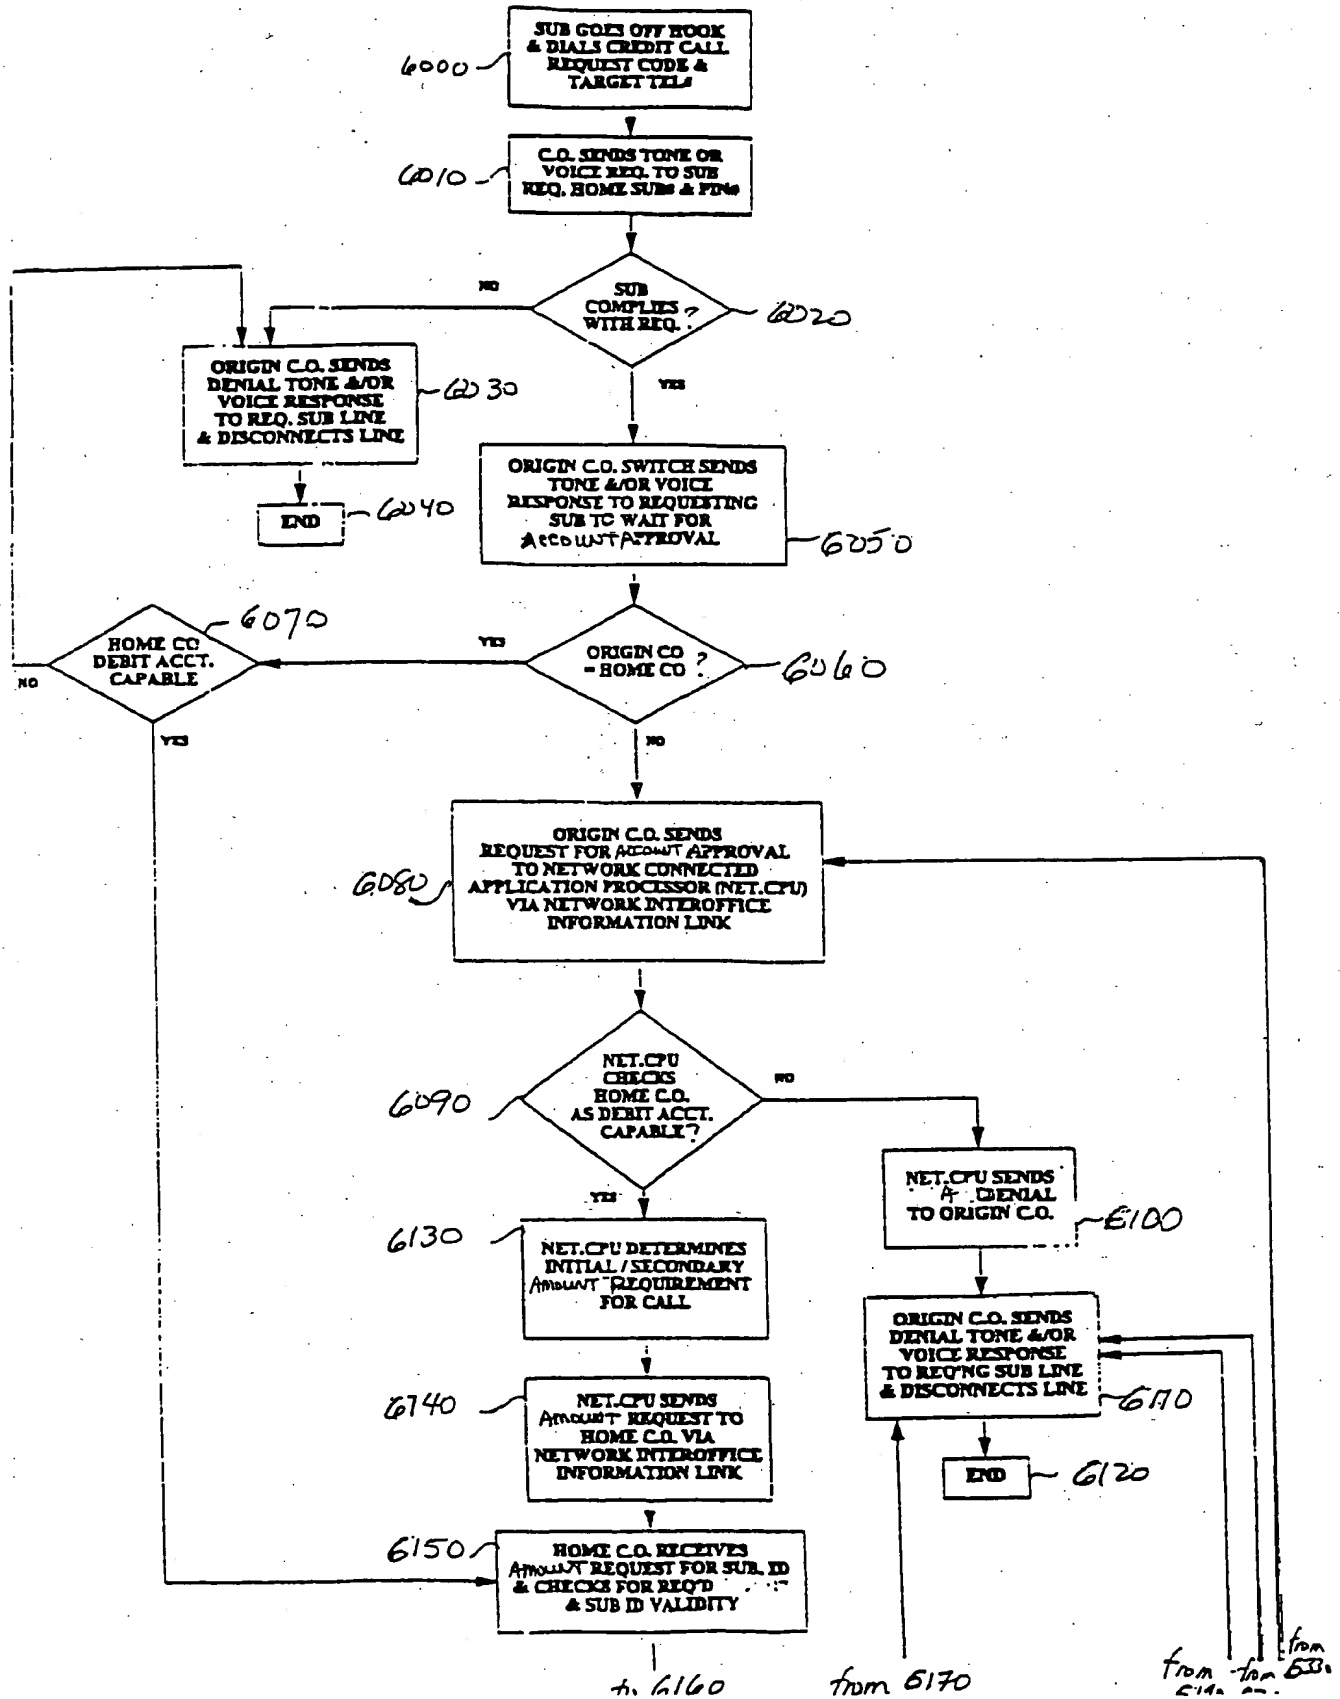 SUB GOES OFF HOOK
& DIALS CREDIT CALL
REQUEST CODE &
TARGET TEL#
6000
C.O. SENDS TONE OR
VOICE REQ. TO SUB
REQ. HOME SUB# & PIN#
6010
SUB
COMPLIES
WITH REQ.?
6020
NO
YES
ORIGIN C.O. SENDS
DENIAL TONE &/OR
VOICE RESPONSE
TO REQ. SUB LINE
& DISCONNECTS LINE
6030
END
6040
ORIGIN C.O. SWITCH SENDS
TONE &/OR VOICE
RESPONSE TO REQUESTING
SUB TO WAIT FOR
ACCOUNT APPROVAL
6050
HOME CO
DEBIT ACCT.
CAPABLE
6070
NO
YES
YES
ORIGIN CO
= HOME CO ?
6060
NO
ORIGIN C.O. SENDS
REQUEST FOR ACCOUNT APPROVAL
TO NETWORK CONNECTED
APPLICATION PROCESSOR (NET.CPU)
VIA NETWORK INTEROFFICE
INFORMATION LINK
6080
NET.CPU
CHECKS
HOME C.O.
AS DEBIT ACCT.
CAPABLE?
6090
NO
YES
NET.CPU SENDS
A DENIAL
TO ORIGIN C.O.
6100
6130
NET.CPU DETERMINES
INITIAL / SECONDARY
Amount REQUIREMENT
FOR CALL
ORIGIN C.O. SENDS
DENIAL TONE &/OR
VOICE RESPONSE
TO REQ'NG SUB LINE
& DISCONNECTS LINE
6110
6140
NET.CPU SENDS
Amount REQUEST TO
HOME C.O. VIA
NETWORK INTEROFFICE
INFORMATION LINK
END
6120
6150
HOME C.O. RECEIVES
Amount REQUEST FOR SUB. ID
& CHECKS FOR REQ'D
& SUB ID VALIDITY
to 6160
from 6170
from
from
from